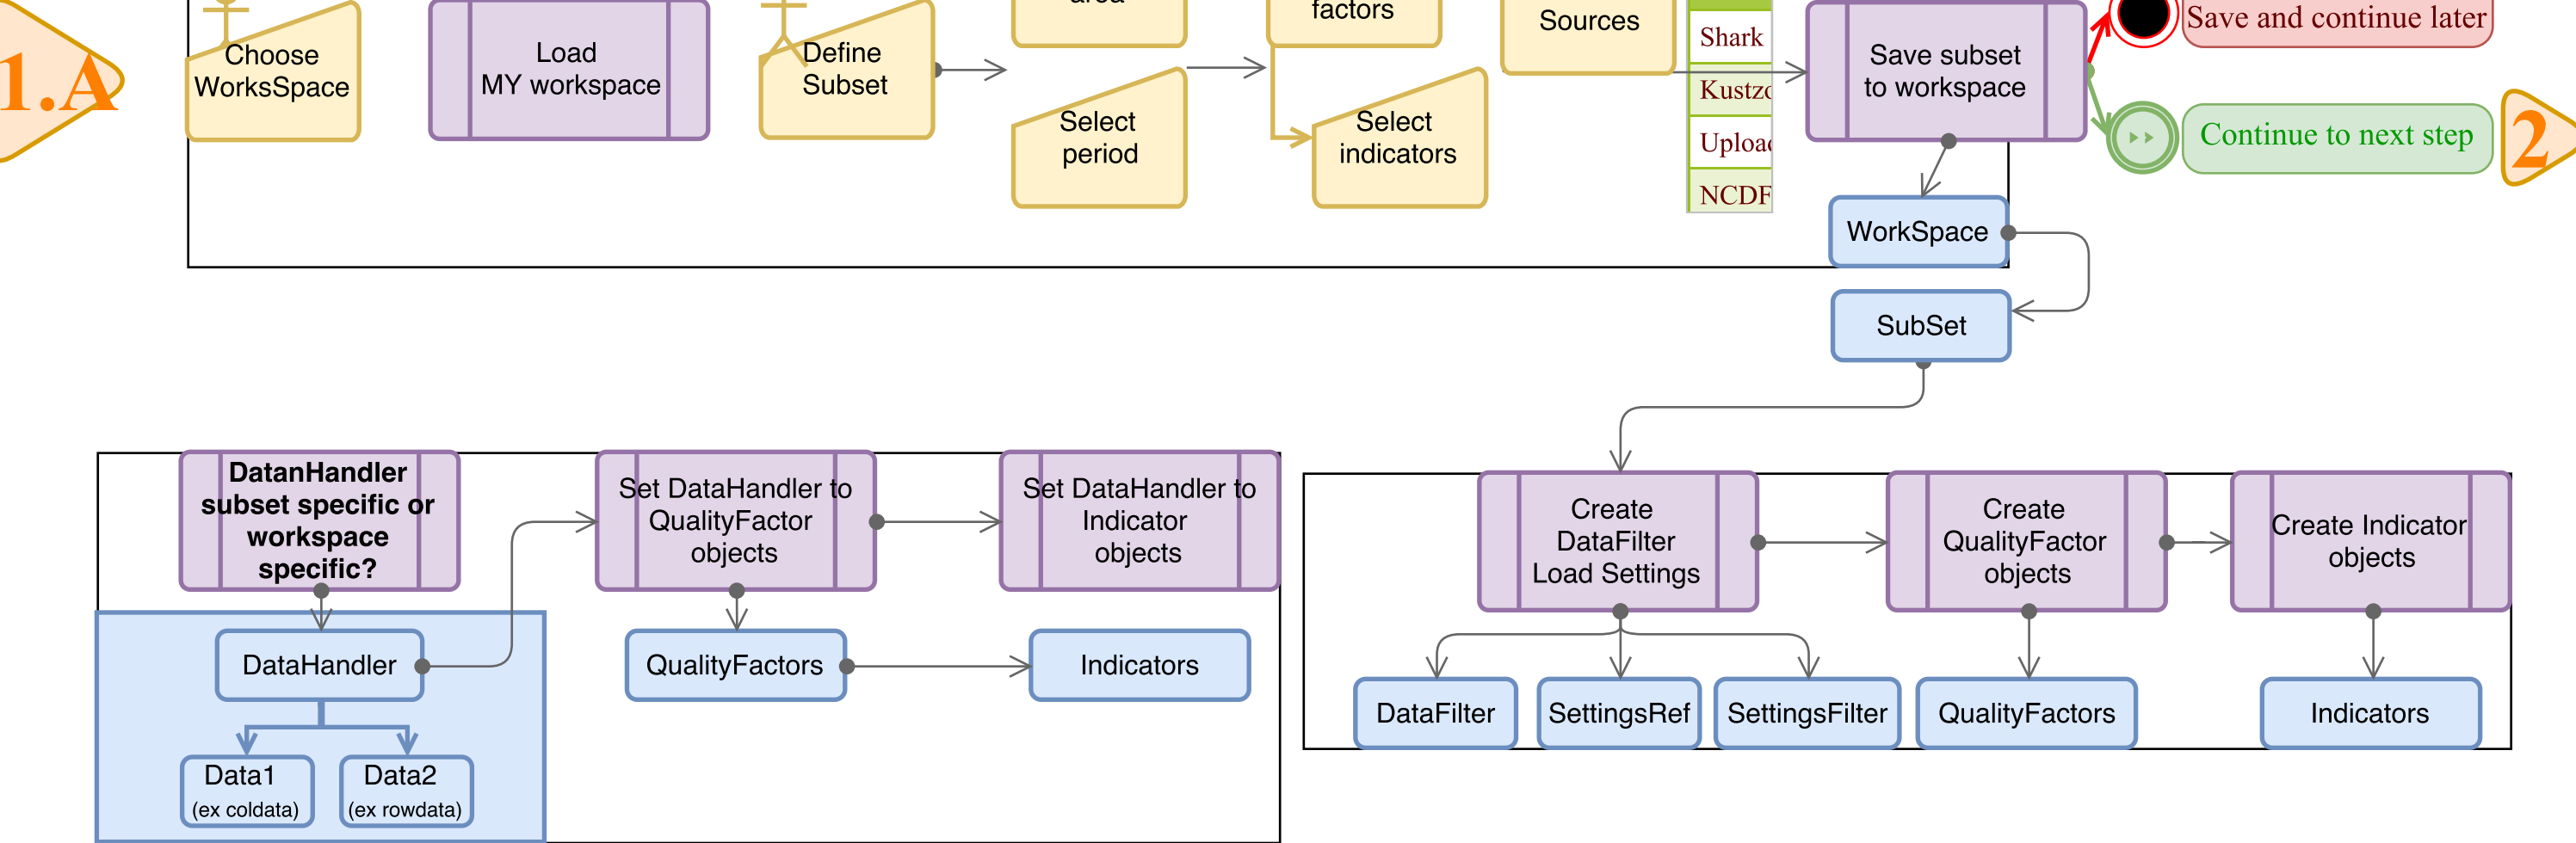 1.A
Choose
WorksSpace
Load
MY workspace
Define
Subset
area
Select
period
factors
Select
indicators
Sources
Shark
Kustzo
Upload
NCDF
Save subset
to workspace
Save and continue later
Continue to next step
2
WorkSpace
SubSet
DatanHandler
subset specific or
workspace
specific?
Set DataHandler to
QualityFactor
objects
Set DataHandler to
Indicator
objects
DataHandler
QualityFactors
Indicators
Data1
(ex coldata)
Data2
(ex rowdata)
Create
DataFilter
Load Settings
Create
QualityFactor
objects
Create Indicator
objects
DataFilter
SettingsRef
SettingsFilter
QualityFactors
Indicators